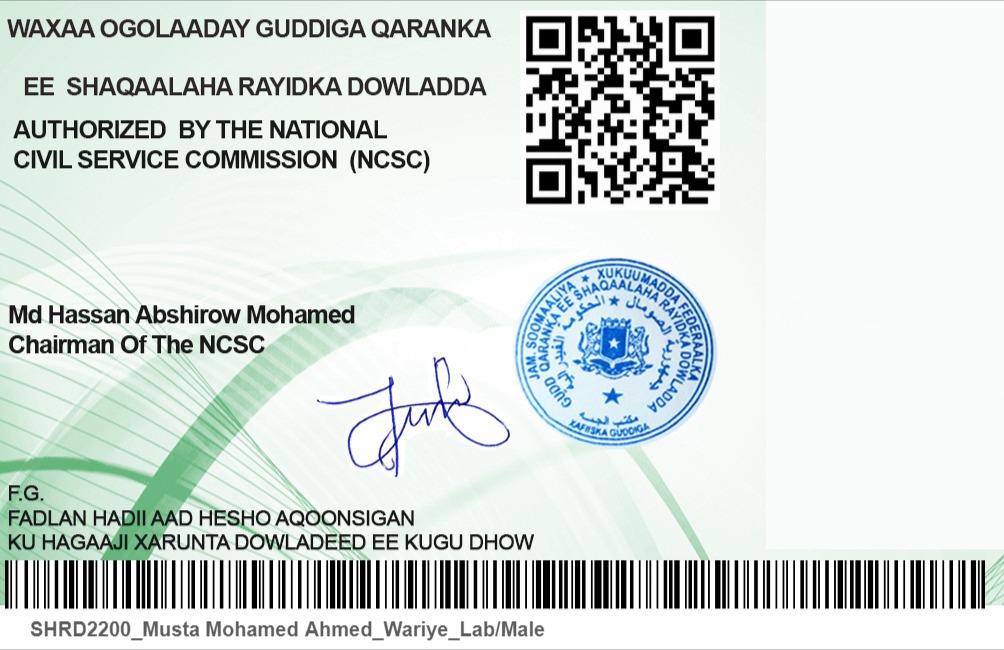 WAXAA OGOLAADAY GUDDIGA QARANKA
EE SHAQAALAHA RAYIDKA DOWLADDA
AUTHORIZED BY THE NATIONAL
CIVIL SERVICE COMMISSION (NCSC)
Md Hassan Abshirow Mohamed
Chairman Of The NCSC
JAM. SOOMAALIYA ★ XUKUUMADDA FEDERAALKA
GUDD QARANKA EE SHAQAALAHA RAYIDKA DOWLADDA
XAFIISKA GUDDIGA
F.G.
FADLAN HADII AAD HESHO AQOONSIGAN
KU HAGAAJI XARUNTA DOWLADEED EE KUGU DHOW
SHRD2200_Musta Mohamed Ahmed_Wariye_Lab/Male